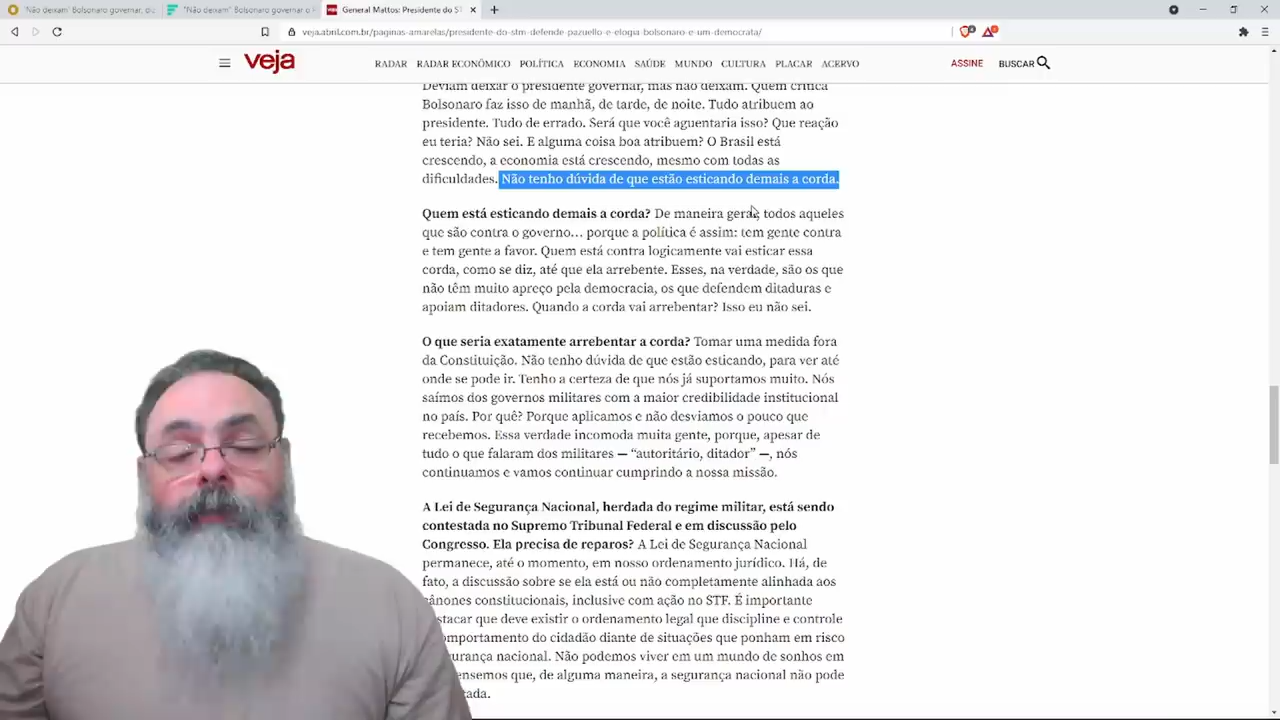 "Não deixam" Bolsonaro governar, diz
"Não deixam" Bolsonaro governar o
General Mattos: Presidente do ST
veja.abril.com.br/paginas-amarelas/presidente-do-stm-defende-pazuello-e-elogia-bolsonaro-e-um-democrata/
veja
RADAR RADAR ECONÔMICO POLÍTICA ECONOMIA SAÚDE MUNDO CULTURA PLACAR ACERVO
ASSINE BUSCAR
Deviam deixar o presidente governar, mas não deixam. Quem critica
Bolsonaro faz isso de manhã, de tarde, de noite. Tudo atribuem ao
presidente. Tudo de errado. Será que você aguentaria isso? Que reação
eu teria? Não sei. E alguma coisa boa atribuem? O Brasil está
crescendo, a economia está crescendo, mesmo com todas as
dificuldades. Não tenho dúvida de que estão esticando demais a corda.
Quem está esticando demais a corda? De maneira geral, todos aqueles
que são contra o governo… porque a política é assim: tem gente contra
e tem gente a favor. Quem está contra logicamente vai esticar essa
corda, como se diz, até que ela arrebente. Esses, na verdade, são os que
não têm muito apreço pela democracia, os que defendem ditaduras e
apoiam ditadores. Quando a corda vai arrebentar? Isso eu não sei.
O que seria exatamente arrebentar a corda? Tomar uma medida fora
da Constituição. Não tenho dúvida de que estão esticando, para ver até
onde se pode ir. Tenho a certeza de que nós já suportamos muito. Nós
saímos dos governos militares com a maior credibilidade institucional
no país. Por quê? Porque aplicamos e não desviamos o pouco que
recebemos. Essa verdade incomoda muita gente, porque, apesar de
tudo o que falaram dos militares — “autoritário, ditador” —, nós
continuamos e vamos continuar cumprindo a nossa missão.
A Lei de Segurança Nacional, herdada do regime militar, está sendo
contestada no Supremo Tribunal Federal e em discussão pelo
Congresso. Ela precisa de reparos? A Lei de Segurança Nacional
permanece, até o momento, em nosso ordenamento jurídico. Há, de
fato, a discussão sobre se ela está ou não completamente alinhada aos
cânones constitucionais, inclusive com ação no STF. É importante
stacar que deve existir o ordenamento legal que discipline e controle
omportamento do cidadão diante de situações que ponham em risco
urança nacional. Não podemos viver em um mundo de sonhos em
ensemos que, de alguma maneira, a segurança nacional não pode
cada.